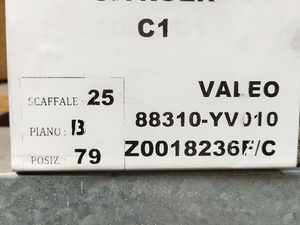 C1
VALEO
SCAFFALE: 25
88310-YV010
PIANO: B
Z0018236F/C
POSIZ.: 79